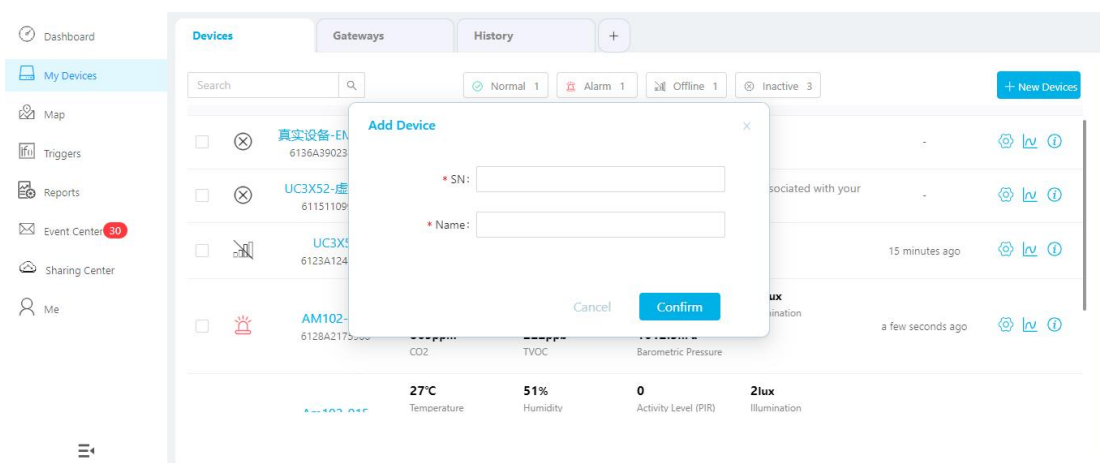 Dashboard
My Devices
Map
Triggers
Reports
Event Center 30
Sharing Center
Me
Devices
Gateways
History
+
Search
Normal 1
Alarm 1
Offline 1
Inactive 3
+ New Devices
Add Device
x
* SN:
* Name:
Cancel
Confirm
真实设备-EM
6136A39023
-
UC3X52-虚
61151109
sociated with your
-
UC3X5
6123A124
15 minutes ago
AM102-
6128A2175980
lux
ination
a few seconds ago
CO2
TVOC
Barometric Pressure
27℃
51%
0
2lux
Temperature
Humidity
Activity Level (PIR)
Illumination